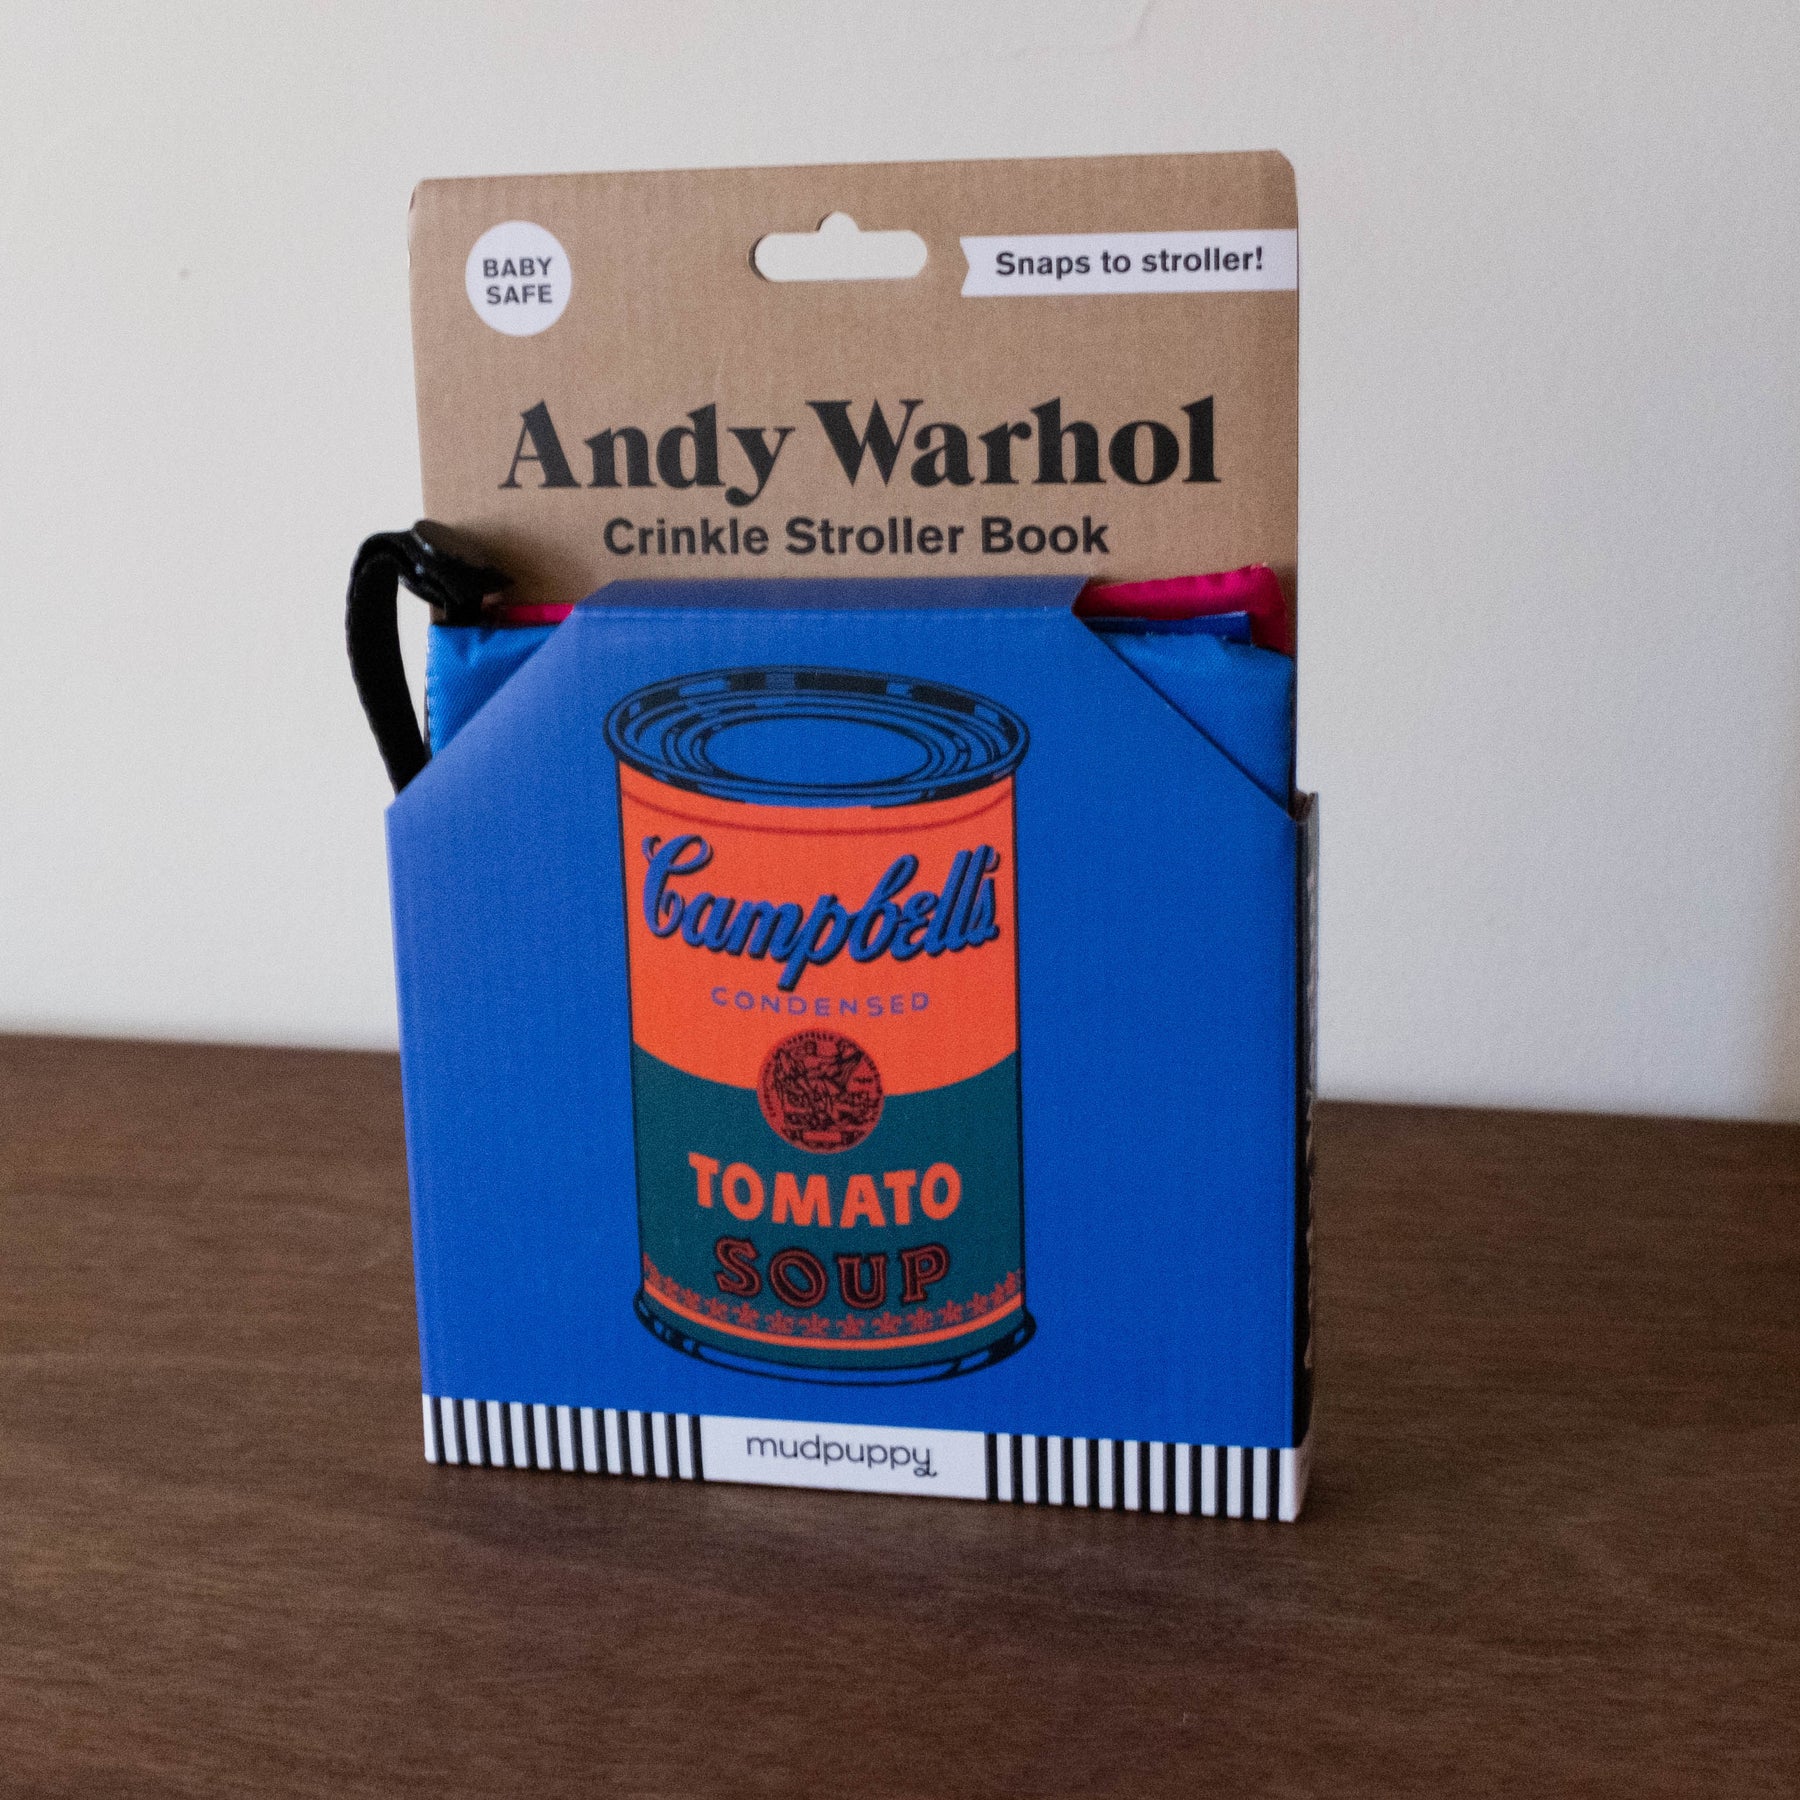 BABY
SAFE
Snaps to stroller!
Andy Warhol
Crinkle Stroller Book
Campbell's
CONDENSED
TOMATO
SOUP
mudpuppy